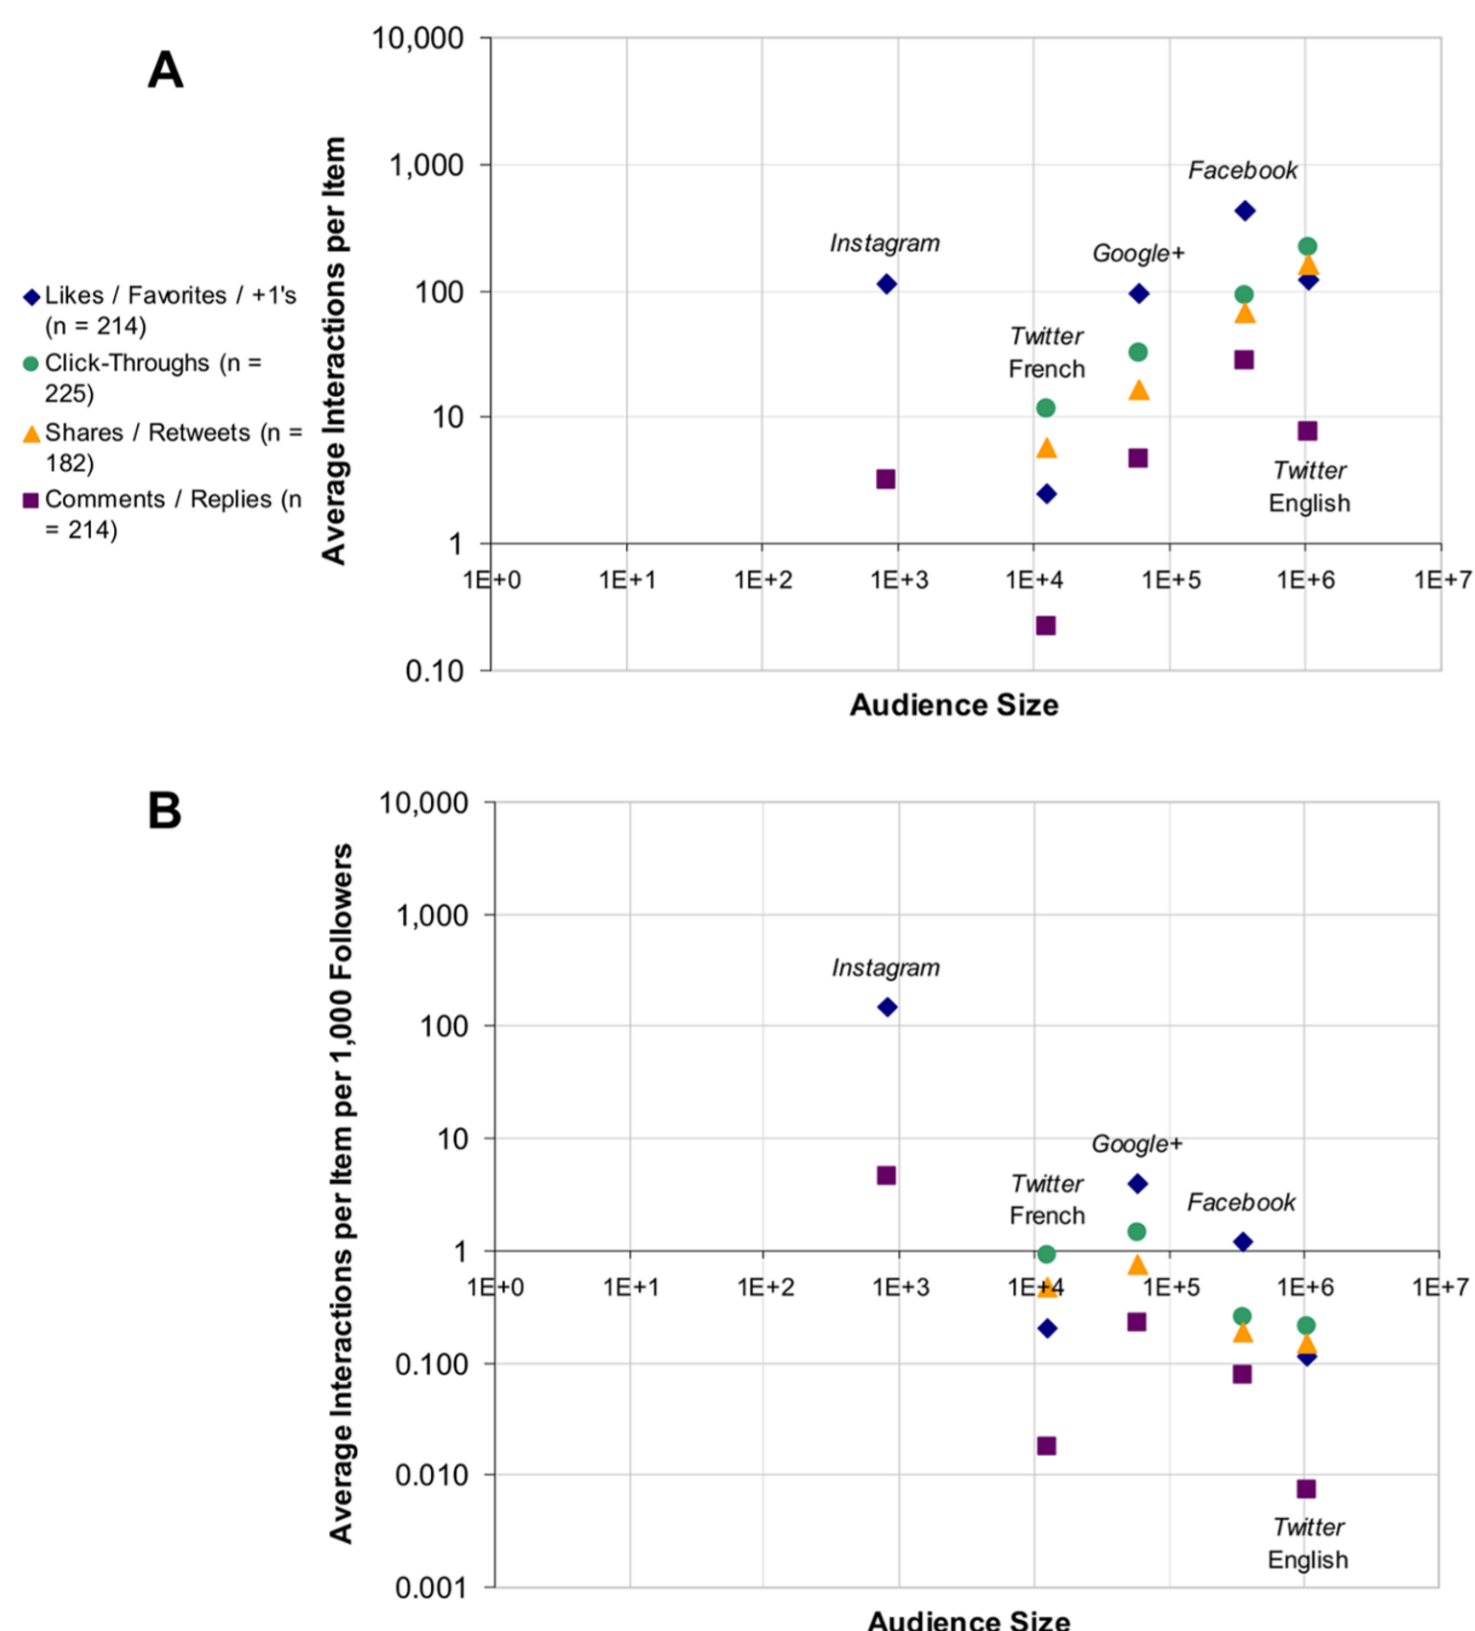 A
10,000
1,000
100
10
1
0.10
Average Interactions per Item
Facebook
Instagram
Google+
Twitter
French
Twitter
English
Likes / Favorites / +1's
(n = 214)
Click-Throughs (n =
225)
Shares / Retweets (n =
182)
Comments / Replies (n
= 214)
1E+0 1E+1 1E+2 1E+3 1E+4 1E+5 1E+6 1E+7
Audience Size
B
10,000
1,000
100
10
1
0.100
0.010
0.001
Average Interactions per Item per 1,000 Followers
Instagram
Google+
Twitter
French
Facebook
1E+0 1E+1 1E+2 1E+3 1E+4 1E+5 1E+6 1E+7
Twitter
English
Audience Size